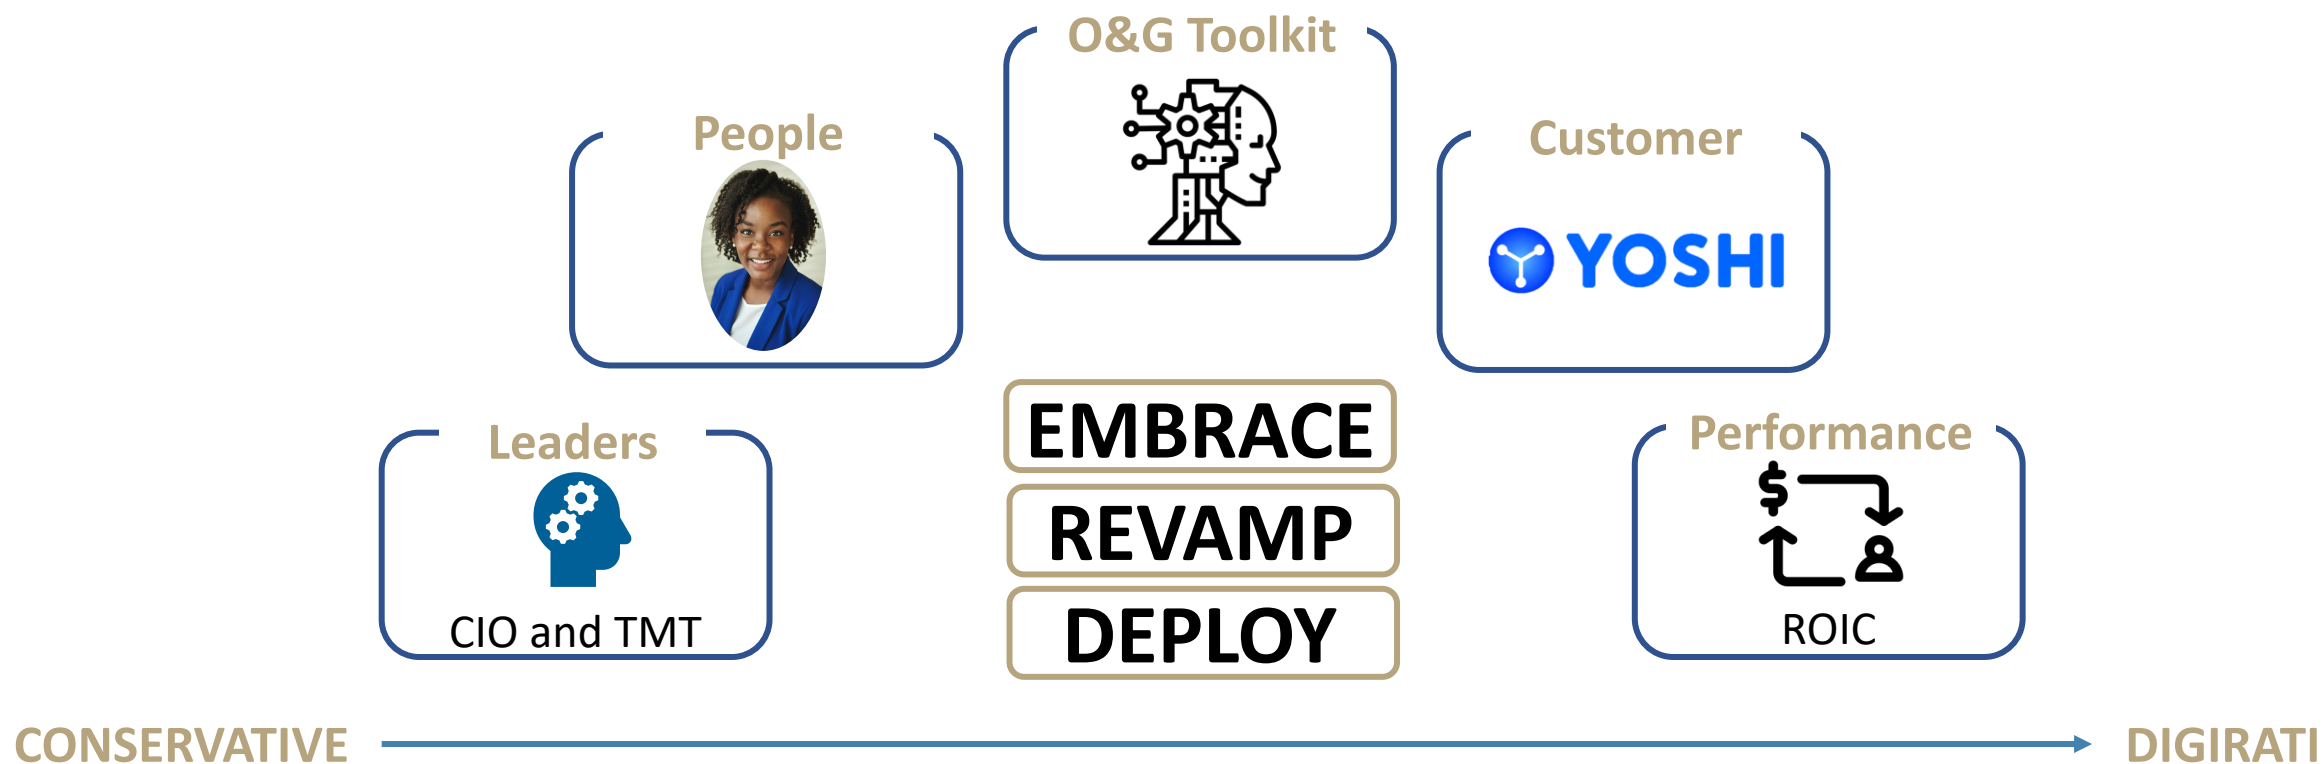 O&G Toolkit
People
Customer
YOSHI
EMBRACE
Leaders
Performance
$
REVAMP
CIO and TMT
DEPLOY
ROIC
CONSERVATIVE
DIGIRATI